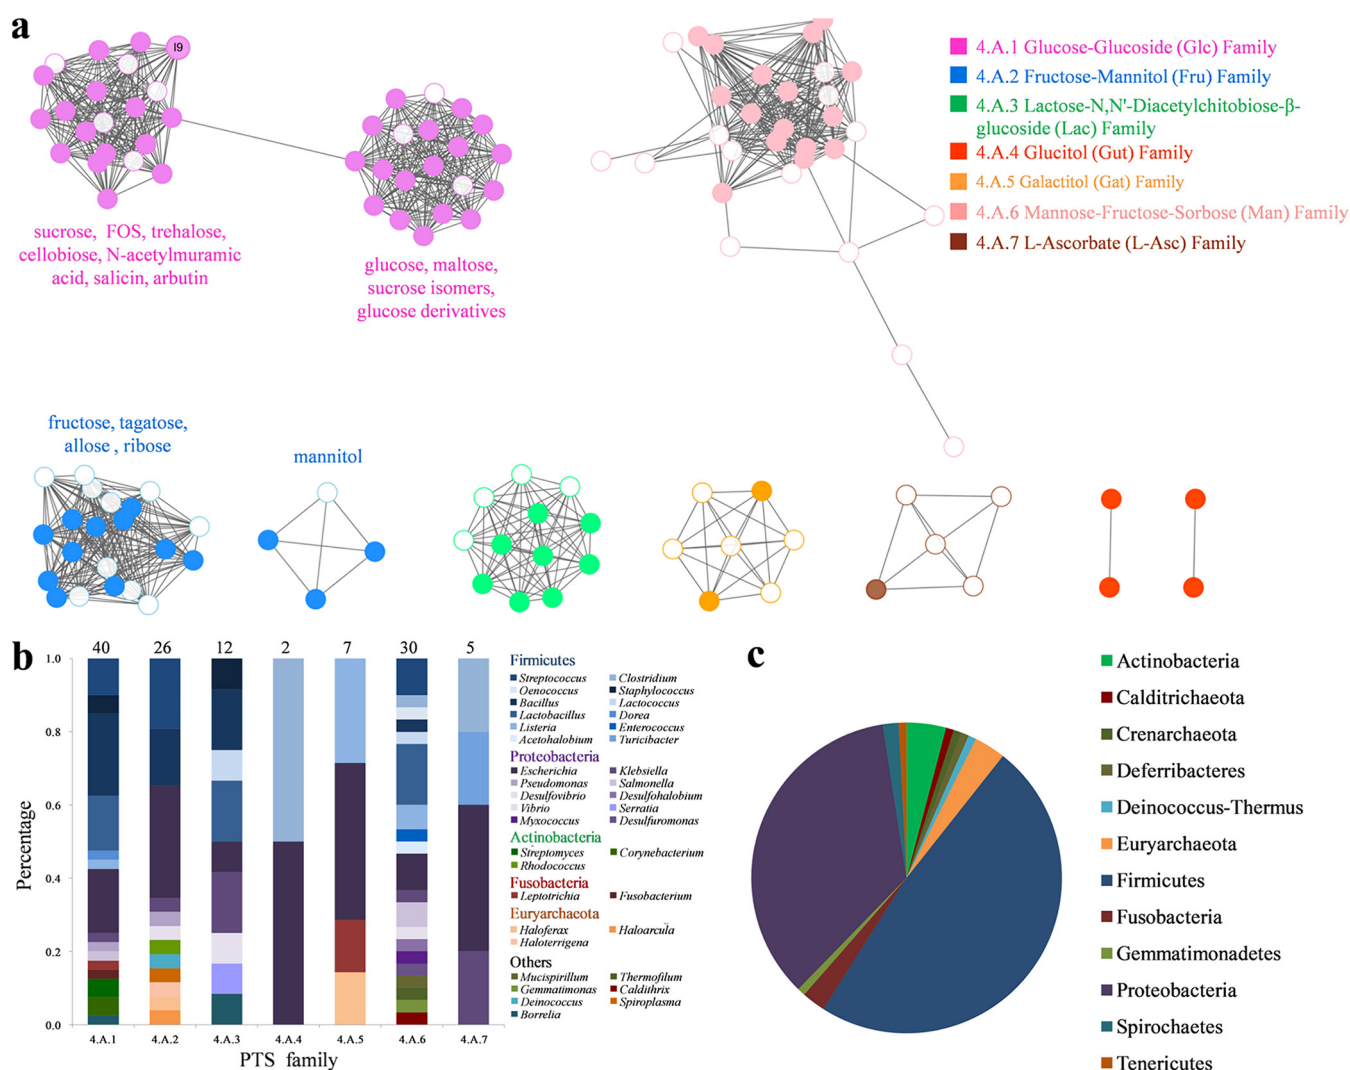 a
I9
sucrose, FOS, trehalose,
cellobiose, N-acetylmuramic
acid, salicin, arbutin
glucose, maltose,
sucrose isomers,
glucose derivatives
4.A.1 Glucose-Glucoside (Glc) Family
4.A.2 Fructose-Mannitol (Fru) Family
4.A.3 Lactose-N,N'-Diacetylchitobiose-β-
glucoside (Lac) Family
4.A.4 Glucitol (Gut) Family
4.A.5 Galactitol (Gat) Family
4.A.6 Mannose-Fructose-Sorbose (Man) Family
4.A.7 L-Ascorbate (L-Asc) Family
fructose, tagatose,
allose , ribose
mannitol
b
40 26 12 2 7 30 5
1.0
0.8
0.6
0.4
0.2
0.0
Percentage
4.A.1 4.A.2 4.A.3 4.A.4 4.A.5 4.A.6 4.A.7
PTS family
Firmicutes
Streptococcus Clostridium
Oenococcus Staphylococcus
Bacillus Lactococcus
Lactobacillus Dorea
Listeria Enterococcus
Acetohalobium Turicibacter
Proteobacteria
Escherichia Klebsiella
Pseudomonas Salmonella
Desulfovibrio Desulfohalobium
Vibrio Serratia
Myxococcus Desulfuromonas
Actinobacteria
Streptomyces Corynebacterium
Rhodococcus
Fusobacteria
Leptotrichia Fusobacterium
Euryarchaeota
Haloferax Haloarcula
Haloterrigena
Others
Mucispirillum Thermofilum
Gemmatimonas Caldithrix
Deinococcus Spiroplasma
Borrelia
c
Actinobacteria
Calditrichaeota
Crenarchaeota
Deferribacteres
Deinococcus-Thermus
Euryarchaeota
Firmicutes
Fusobacteria
Gemmatimonadetes
Proteobacteria
Spirochaetes
Tenericutes